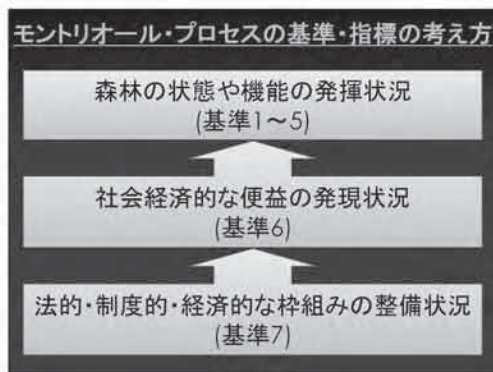 モントリオール・プロセスの基準・指標の考え方
森林の状態や機能の発揮状況
(基準1～5)
社会経済的な便益の発現状況
(基準6)
法的・制度的・経済的な枠組みの整備状況
(基準7)